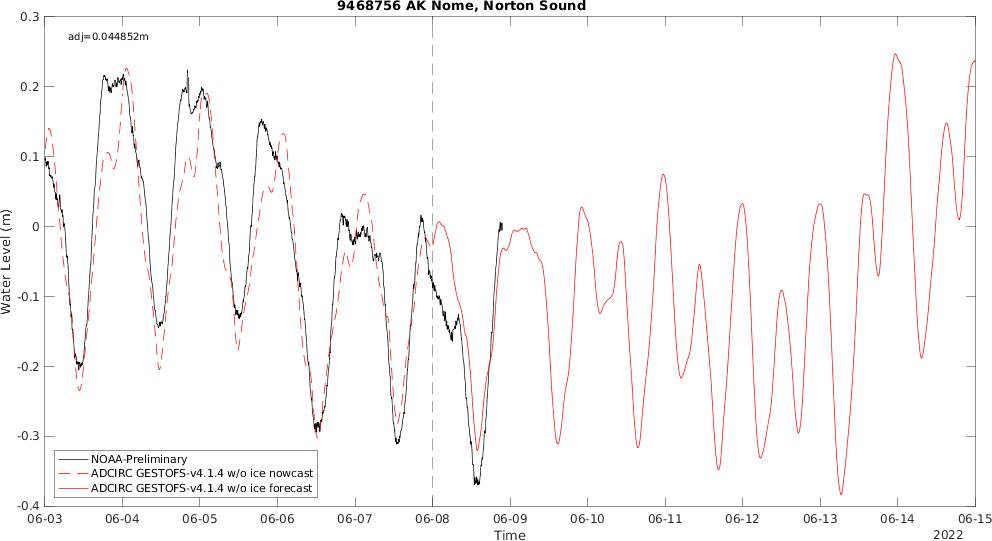 9468756 AK Nome, Norton Sound
adj=0.044852m
0.3
0.2
0.1
0
-0.1
-0.2
-0.3
-0.4
Water Level (m)
NOAA-Preliminary
ADCIRC GESTOFS-v4.1.4 w/o ice nowcast
ADCIRC GESTOFS-v4.1.4 w/o ice forecast
06-03 06-04 06-05 06-06 06-07 06-08 06-09 06-10 06-11 06-12 06-13 06-14 06-15
Time
2022